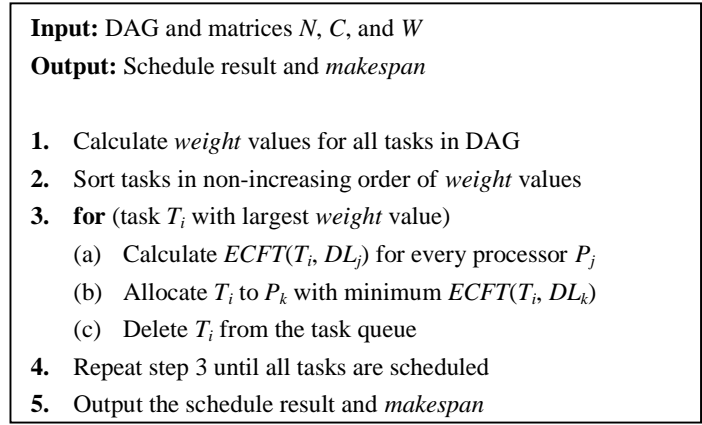 Input: DAG and matrices N, C, and W
Output: Schedule result and makespan
1. Calculate weight values for all tasks in DAG
2. Sort tasks in non-increasing order of weight values
3. for (task Ti with largest weight value)
(a) Calculate ECFT(Ti, DLj) for every processor Pj
(b) Allocate Ti to Pk with minimum ECFT(Ti, DLk)
(c) Delete Ti from the task queue
4. Repeat step 3 until all tasks are scheduled
5. Output the schedule result and makespan